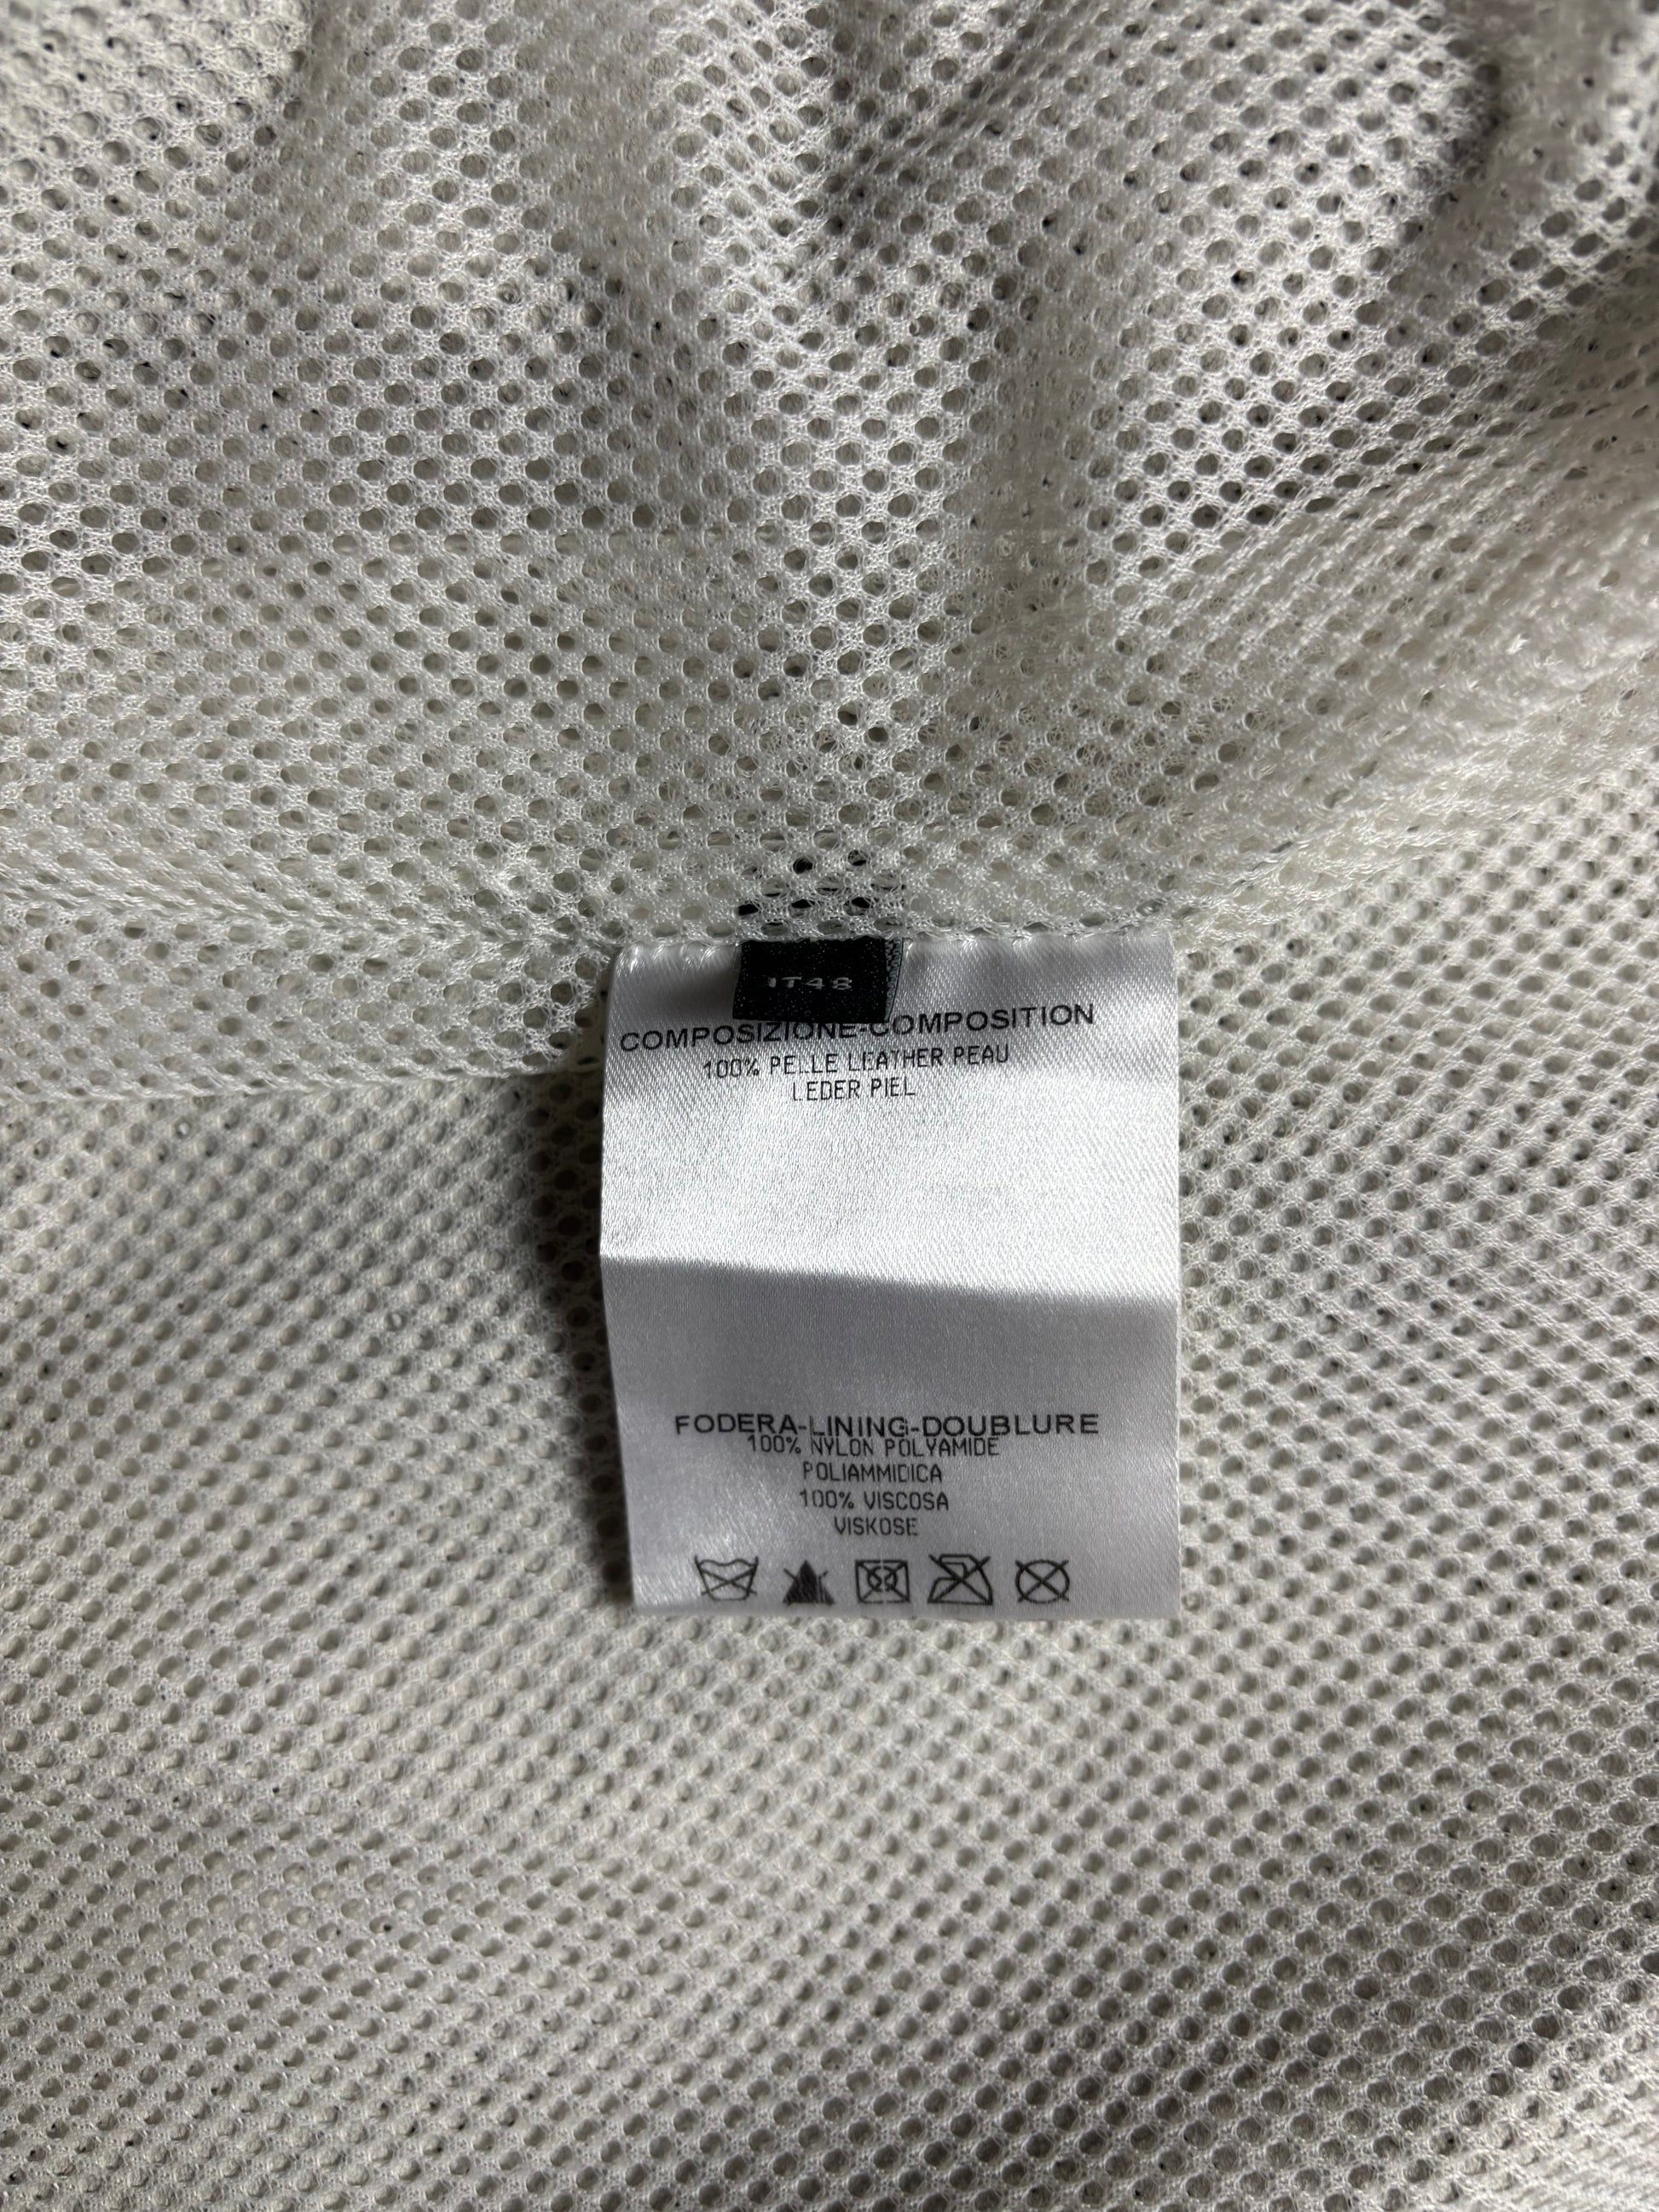 IT48
COMPOSIZIONE-COMPOSITION
100% PELLE LEATHER PEAU
LEDER PIEL
FODERA-LINING-DOUBLURE
100% NYLON POLYAMIDE
POLIAMMIDICA
100% VISCOSA
VISKOSE